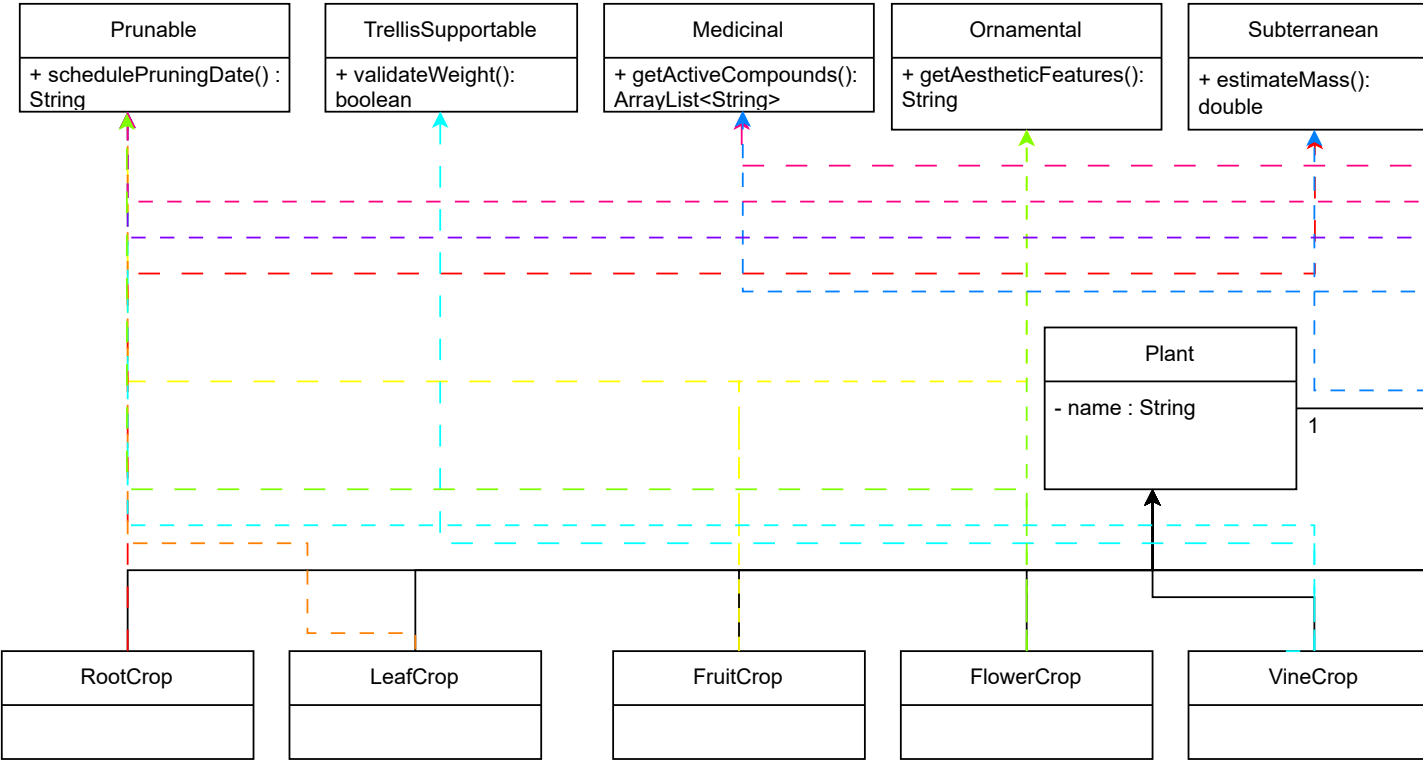 Prunable
+ schedulePruningDate() :
String
TrellisSupportable
+ validateWeight():
boolean
Medicinal
+ getActiveCompounds():
ArrayList<String>
Ornamental
+ getAestheticFeatures():
String
Subterranean
+ estimateMass():
double
Plant
- name : String
1
RootCrop
LeafCrop
FruitCrop
FlowerCrop
VineCrop